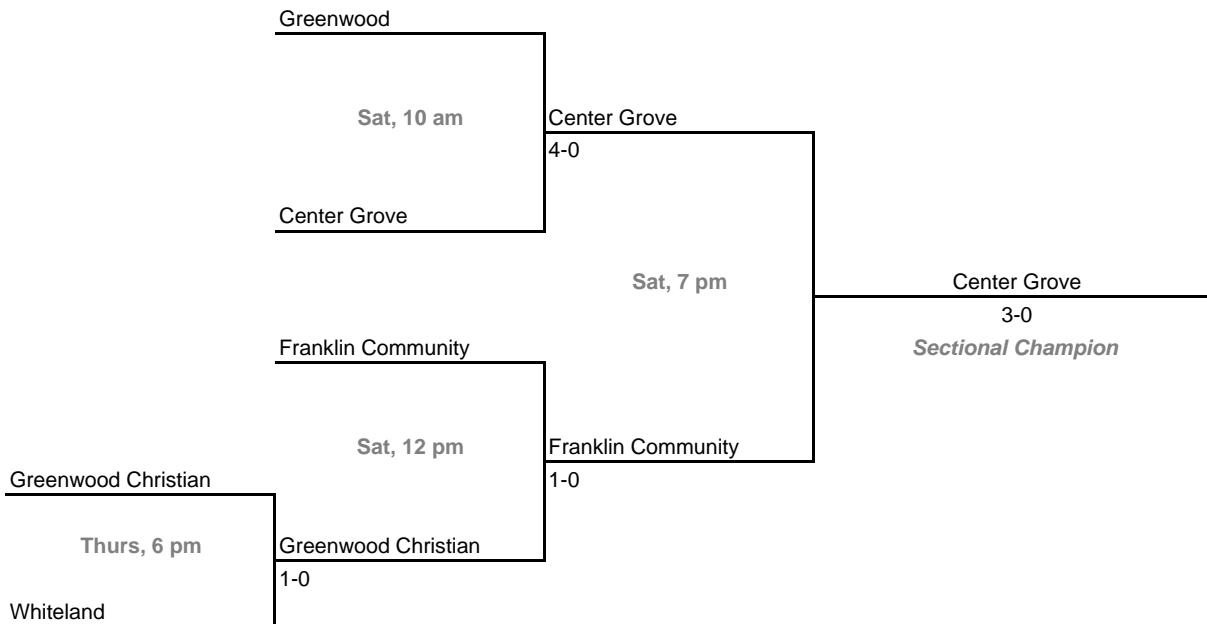 Greenwood
Sat, 10 am
Center Grove
4-0
Center Grove
Sat, 7 pm
Center Grove
3-0
Sectional Champion
Franklin Community
Sat, 12 pm
Franklin Community
1-0
Greenwood Christian
Thurs, 6 pm
Greenwood Christian
1-0
Whiteland